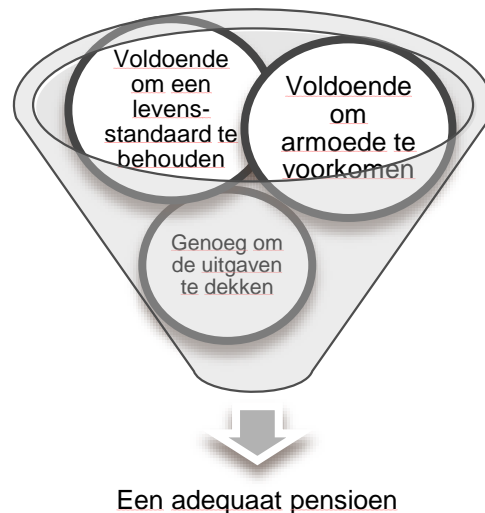 Voldoende
om een
levens-
standaard te
behouden
Voldoende
om
armoede te
voorkomen
Genoeg om
de uitgaven
te dekken
Een adequaat pensioen